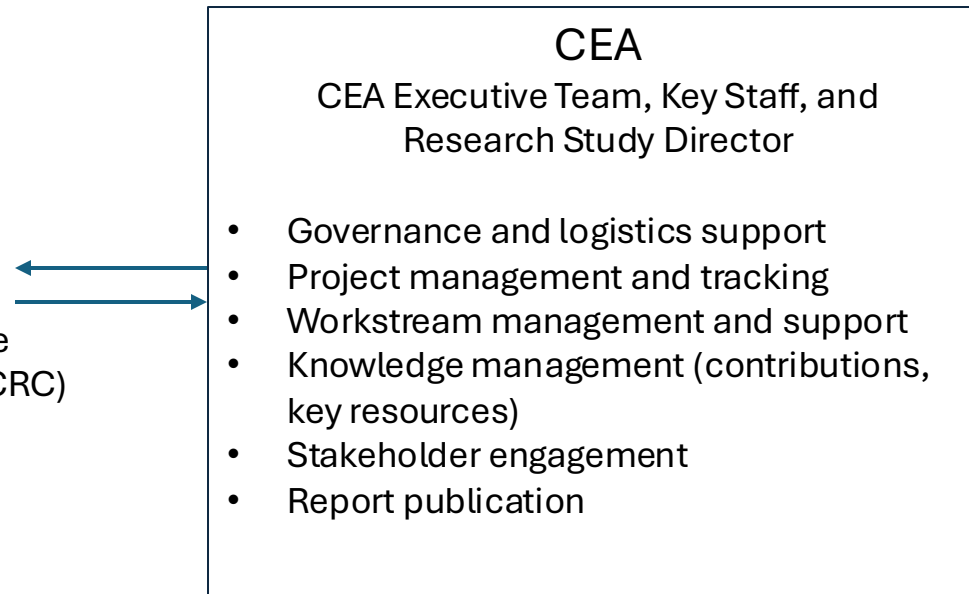 CEA
CEA Executive Team, Key Staff, and
Research Study Director
• Governance and logistics support
• Project management and tracking
• Workstream management and support
• Knowledge management (contributions,
key resources)
• Stakeholder engagement
• Report publication
e
CRC)